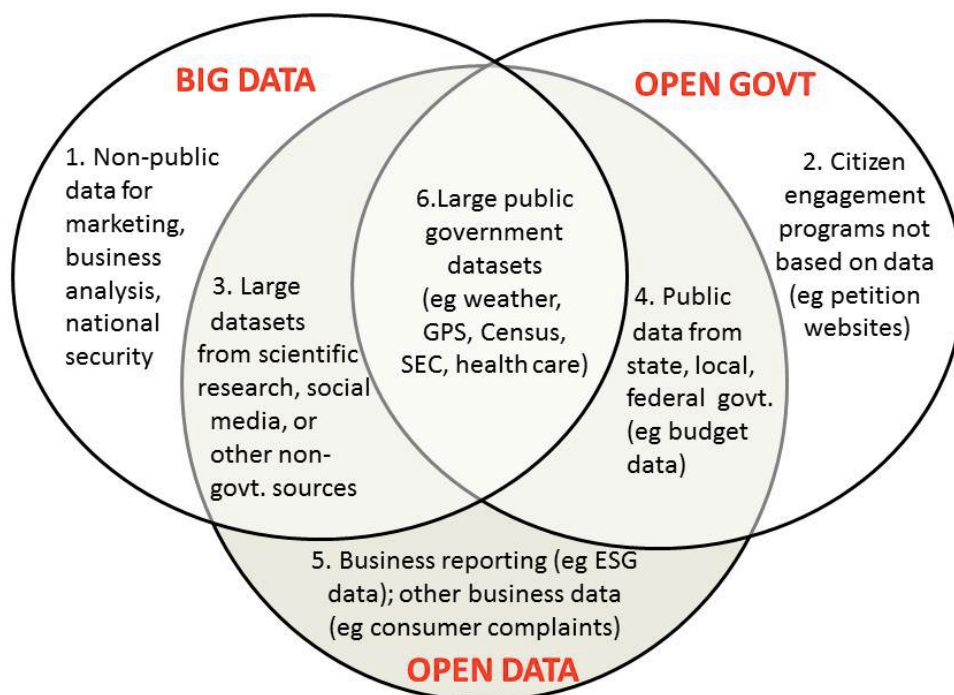 BIG DATA
OPEN GOVT
1. Non-public
data for
marketing,
business
analysis,
national
security
2. Citizen
engagement
programs not
based on data
(eg petition
websites)
6.Large public
government
datasets
(eg weather,
GPS, Census,
SEC, health care)
3. Large
datasets
from scientific
research, social
media, or
other non-
govt. sources
4. Public
data from
state, local,
federal govt.
(eg budget
data)
5. Business reporting (eg ESG
data); other business data
(eg consumer complaints)
OPEN DATA